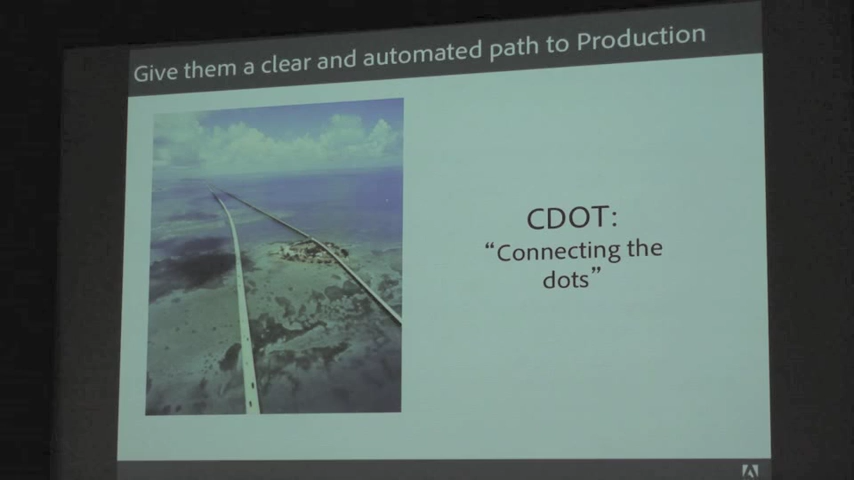 Give them a clear and automated path to Production
CDOT:
“Connecting the
dots”